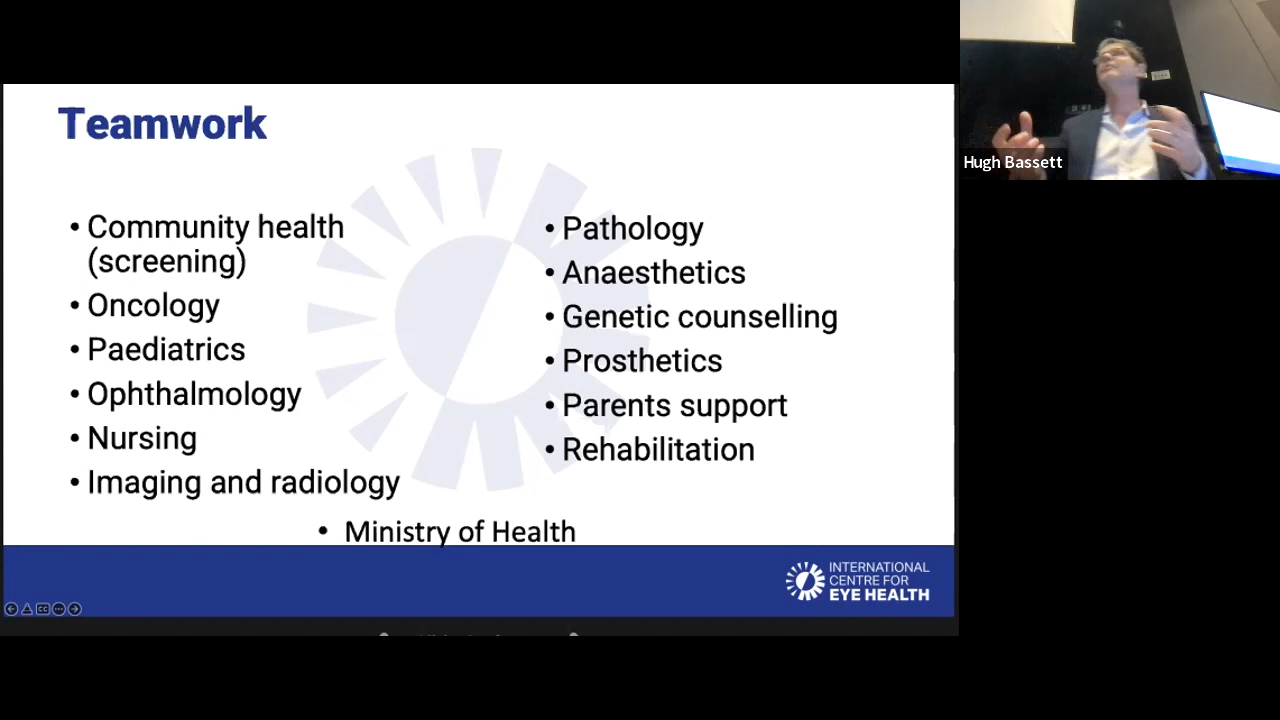 Teamwork
• Community health
(screening)
• Oncology
• Paediatrics
• Ophthalmology
• Nursing
• Imaging and radiology
• Pathology
• Anaesthetics
• Genetic counselling
• Prosthetics
• Parents support
• Rehabilitation
• Ministry of Health
INTERNATIONAL
CENTRE FOR
EYE HEALTH
Hugh Bassett